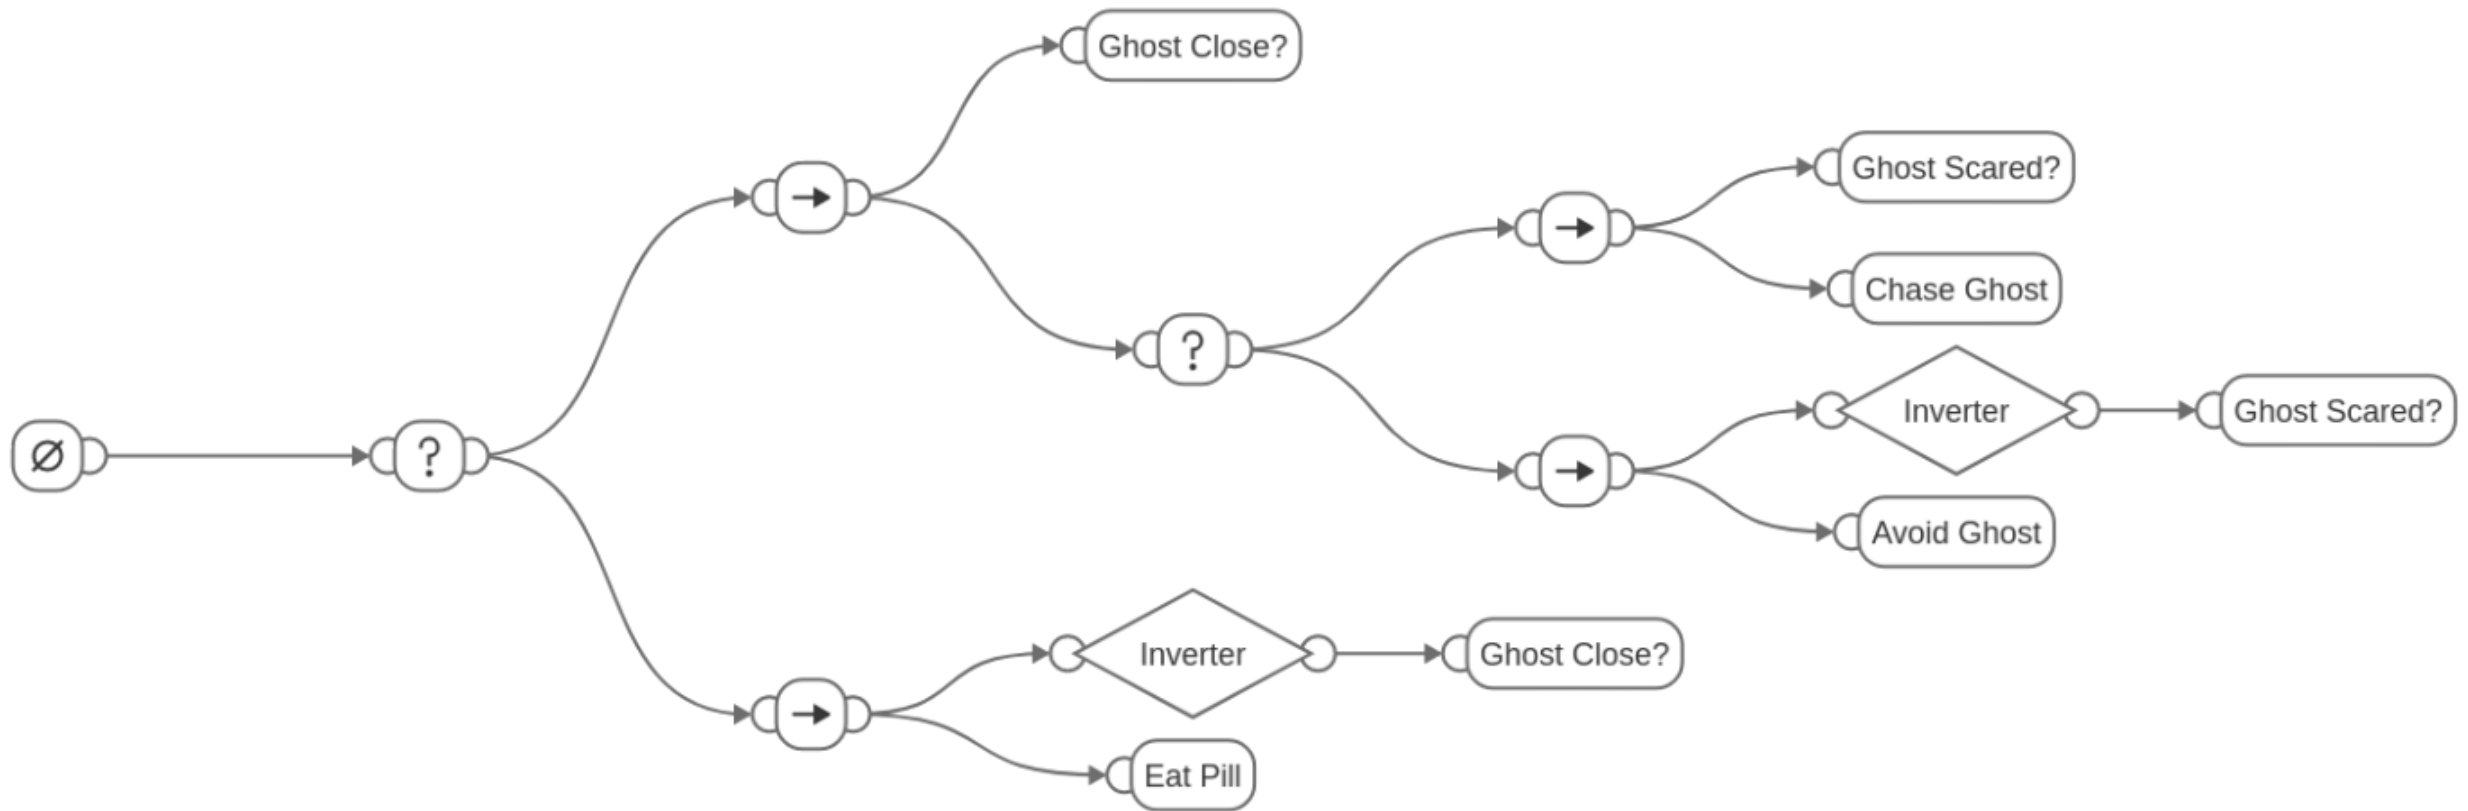 Ghost Close?
→
Ghost Scared?
→
Chase Ghost
?
Inverter
Ghost Scared?
Ø
?
→
Avoid Ghost
Inverter
Ghost Close?
→
Eat Pill